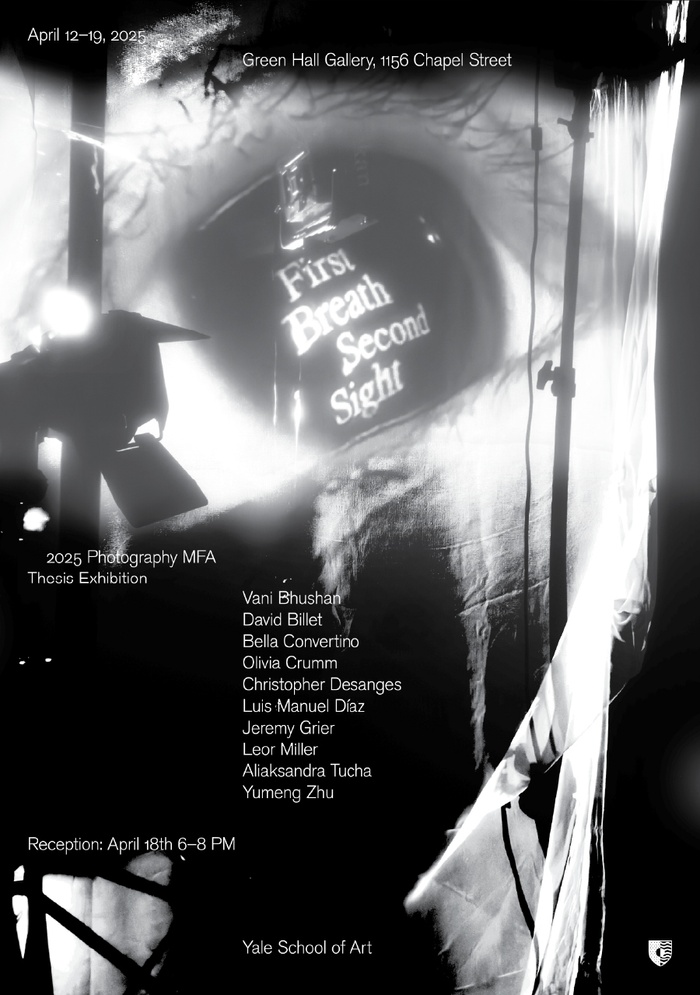 April 12–19, 2025
Green Hall Gallery, 1156 Chapel Street
First
Breath
Second
Sight
2025 Photography MFA
Thesis Exhibition
Vani Bhushan
David Billet
Bella Convertino
Olivia Crumm
Christopher Desanges
Luis Manuel Díaz
Jeremy Grier
Leor Miller
Aliaksandra Tucha
Yumeng Zhu
Reception: April 18th 6–8 PM
Yale School of Art